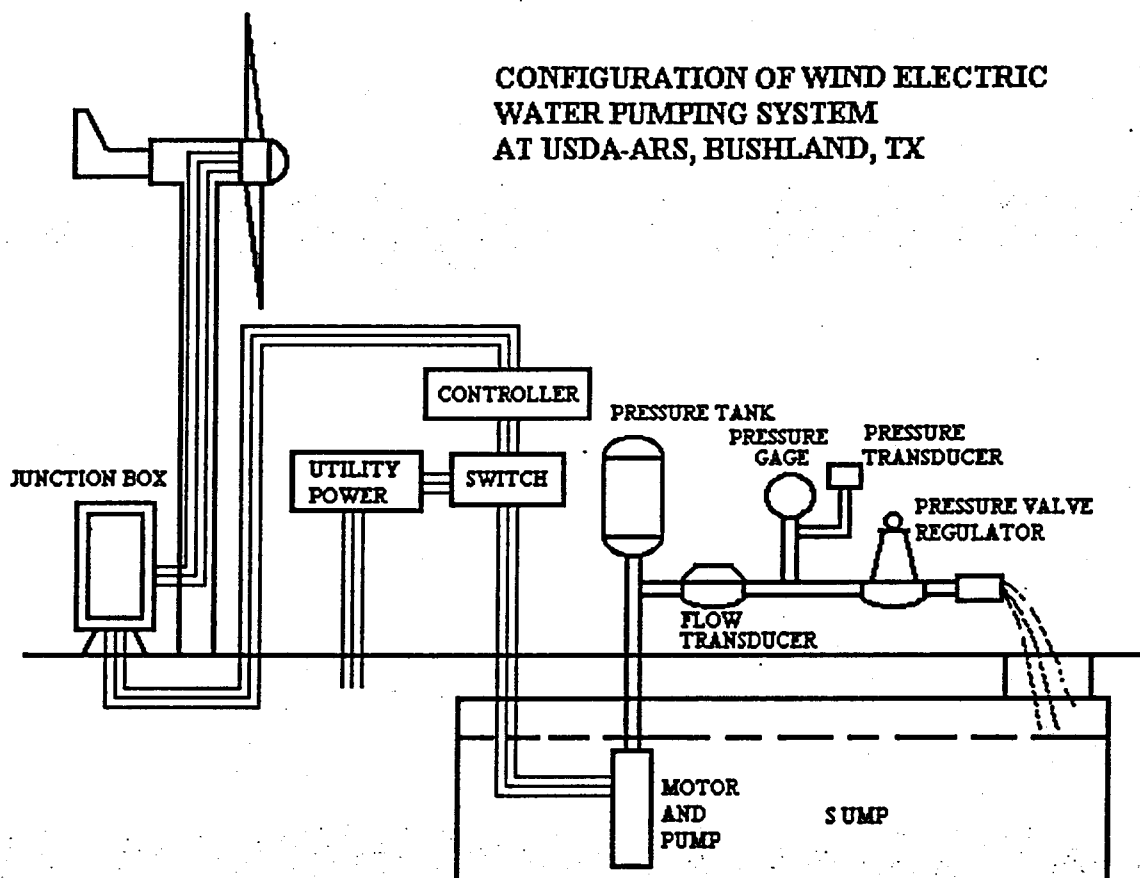 CONFIGURATION OF WIND ELECTRIC
WATER PUMPING SYSTEM
AT USDA-ARS, BUSHLAND, TX
CONTROLLER
PRESSURE TANK
PRESSURE
GAGE
PRESSURE
TRANSDUCER
JUNCTION BOX
UTILITY
POWER
SWITCH
PRESSURE VALVE
REGULATOR
FLOW
TRANSDUCER
MOTOR
AND
PUMP
SUMP